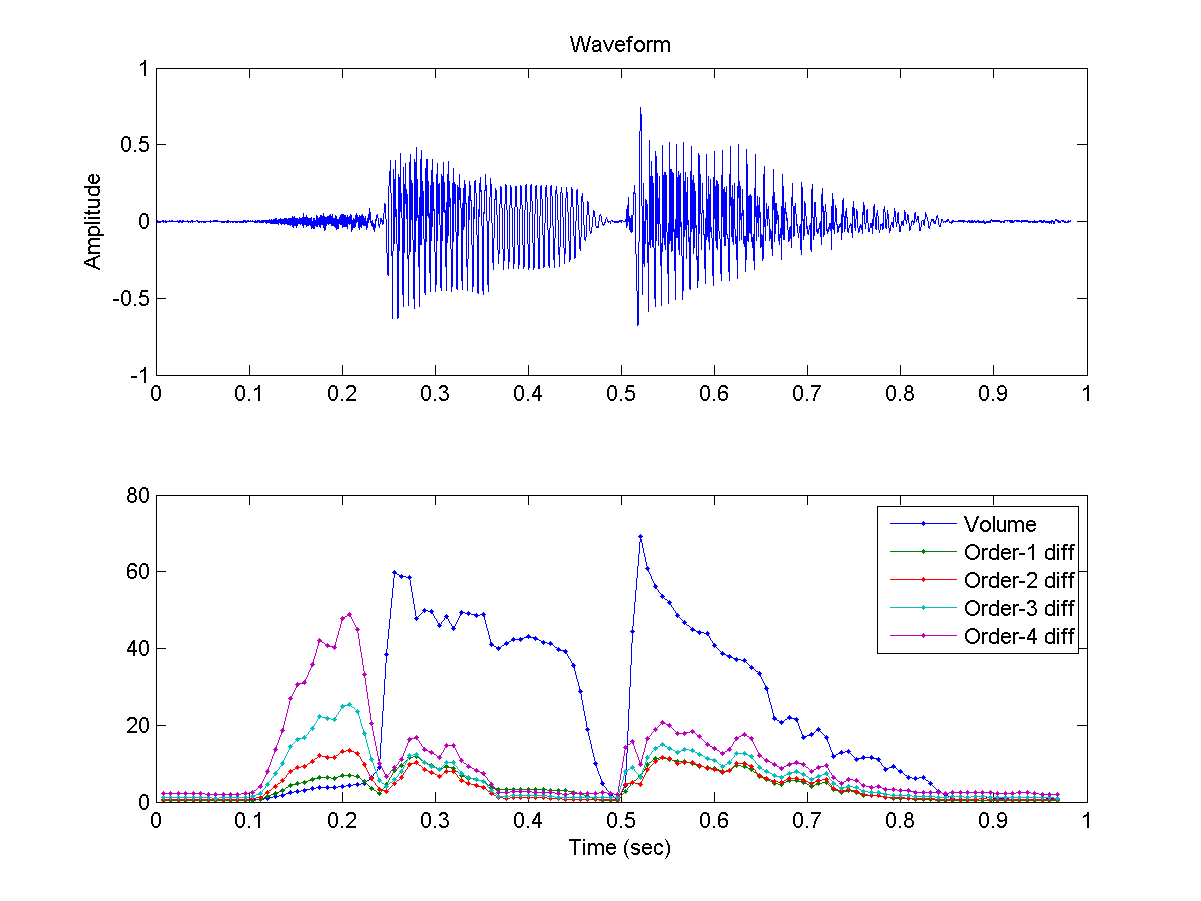 Waveform
1
0.5
0
-0.5
-1
Amplitude
0 0.1 0.2 0.3 0.4 0.5 0.6 0.7 0.8 0.9 1
80
60
40
20
0
Volume
Order-1 diff
Order-2 diff
Order-3 diff
Order-4 diff
0 0.1 0.2 0.3 0.4 0.5 0.6 0.7 0.8 0.9 1
Time (sec)